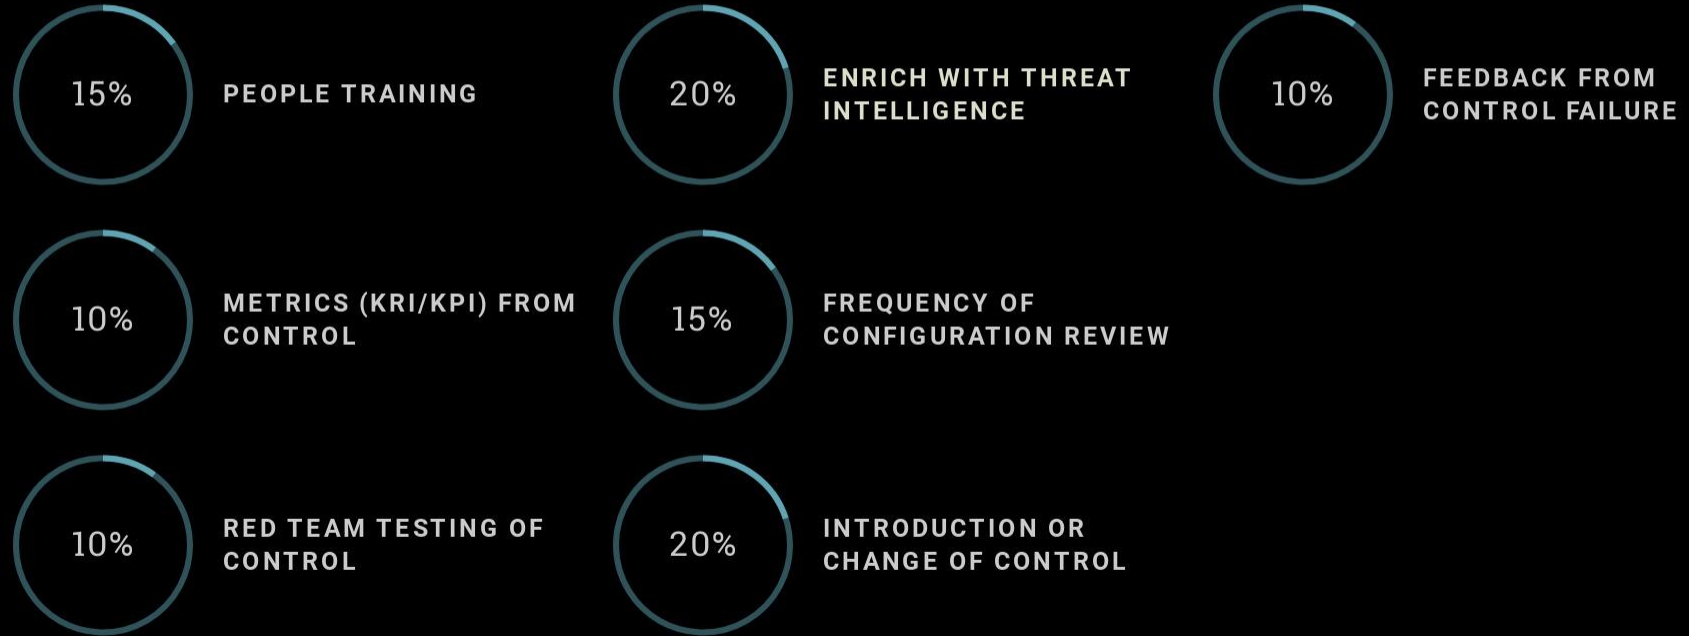 15%
PEOPLE TRAINING
20%
ENRICH WITH THREAT
INTELLIGENCE
10%
FEEDBACK FROM
CONTROL FAILURE
10%
METRICS (KRI/KPI) FROM
CONTROL
15%
FREQUENCY OF
CONFIGURATION REVIEW
10%
RED TEAM TESTING OF
CONTROL
20%
INTRODUCTION OR
CHANGE OF CONTROL